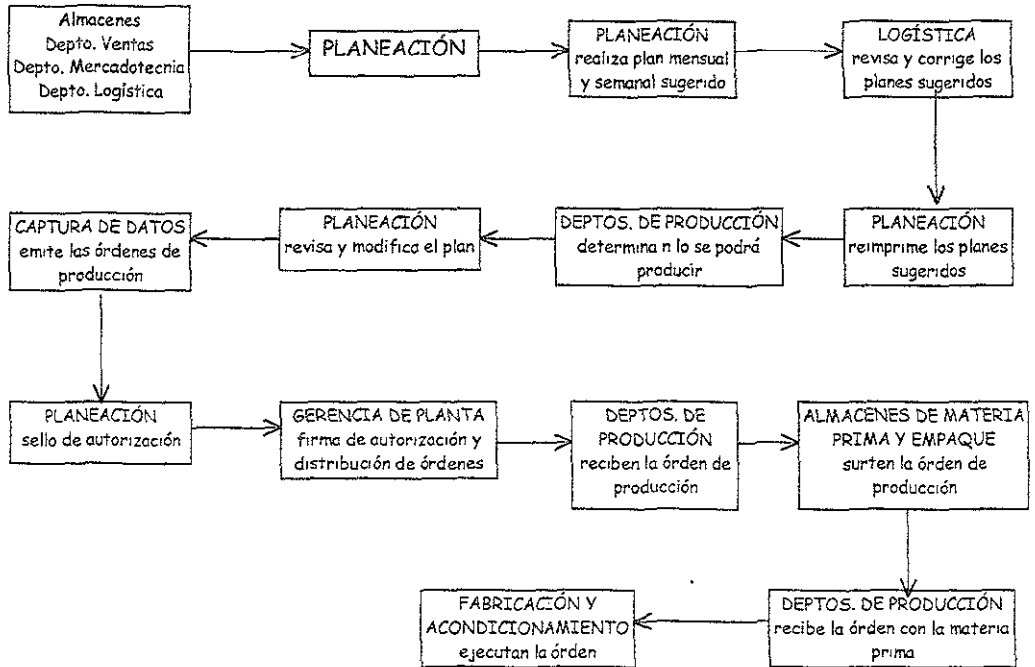 Almacenes
Depto. Ventas
Depto. Mercadotecnia
Depto. Logística
PLANEACIÓN
PLANEACIÓN
realiza plan mensual
y semanal sugerido
LOGÍSTICA
revisa y corrige los
planes sugeridos
CAPTURA DE DATOS
emite las órdenes de
producción
PLANEACIÓN
revisa y modifica el plan
DEPTOS. DE PRODUCCIÓN
determina n lo se podrá
producir
PLANEACIÓN
reimprime los planes
sugeridos
PLANEACIÓN
sello de autorización
GERENCIA DE PLANTA
firma de autorización y
distribución de órdenes
DEPTOS. DE
PRODUCCIÓN
reciben la órden de
producción
ALMACENES DE MATERIA
PRIMA Y EMPAQUE
surten la órden de
producción
FABRICACIÓN Y
ACONDICIONAMIENTO
ejecutan la órden
DEPTOS. DE PRODUCCIÓN
recibe la órden con la materia
prima